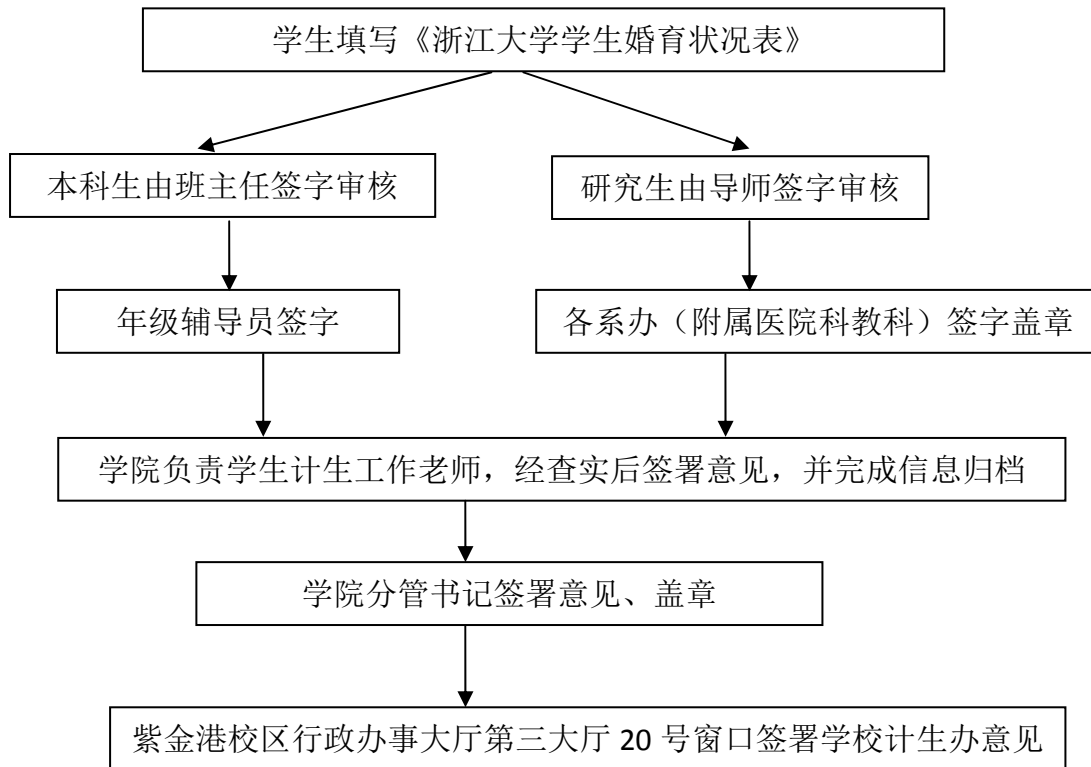 学生填写《浙江大学学生婚育状况表》
本科生由班主任签字审核
研究生由导师签字审核
年级辅导员签字
各系办（附属医院科教科）签字盖章
学院负责学生计生工作老师，经查实后签署意见，并完成信息归档
学院分管书记签署意见、盖章
紫金港校区行政办事大厅第三大厅 20 号窗口签署学校计生办意见